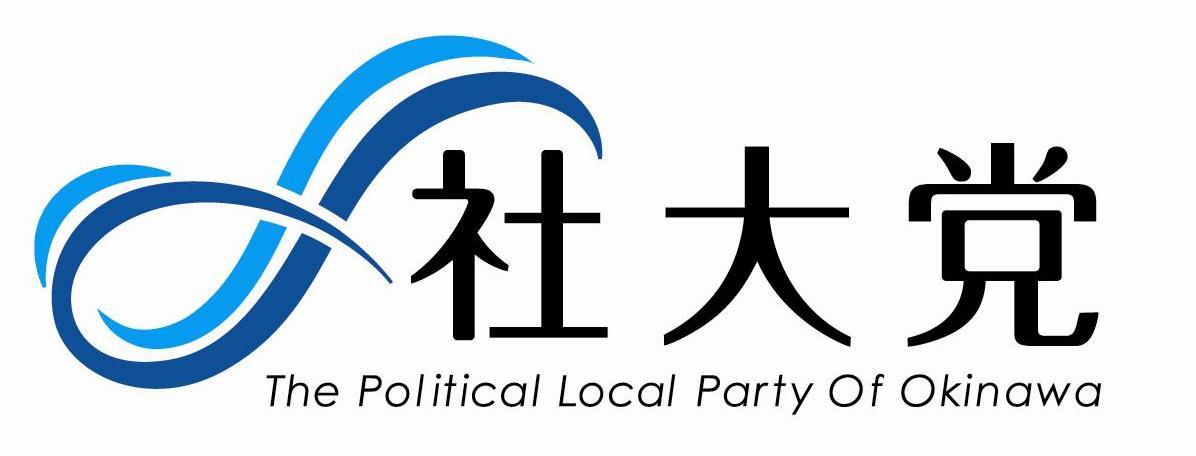 社大党
The Political Local Party Of Okinawa